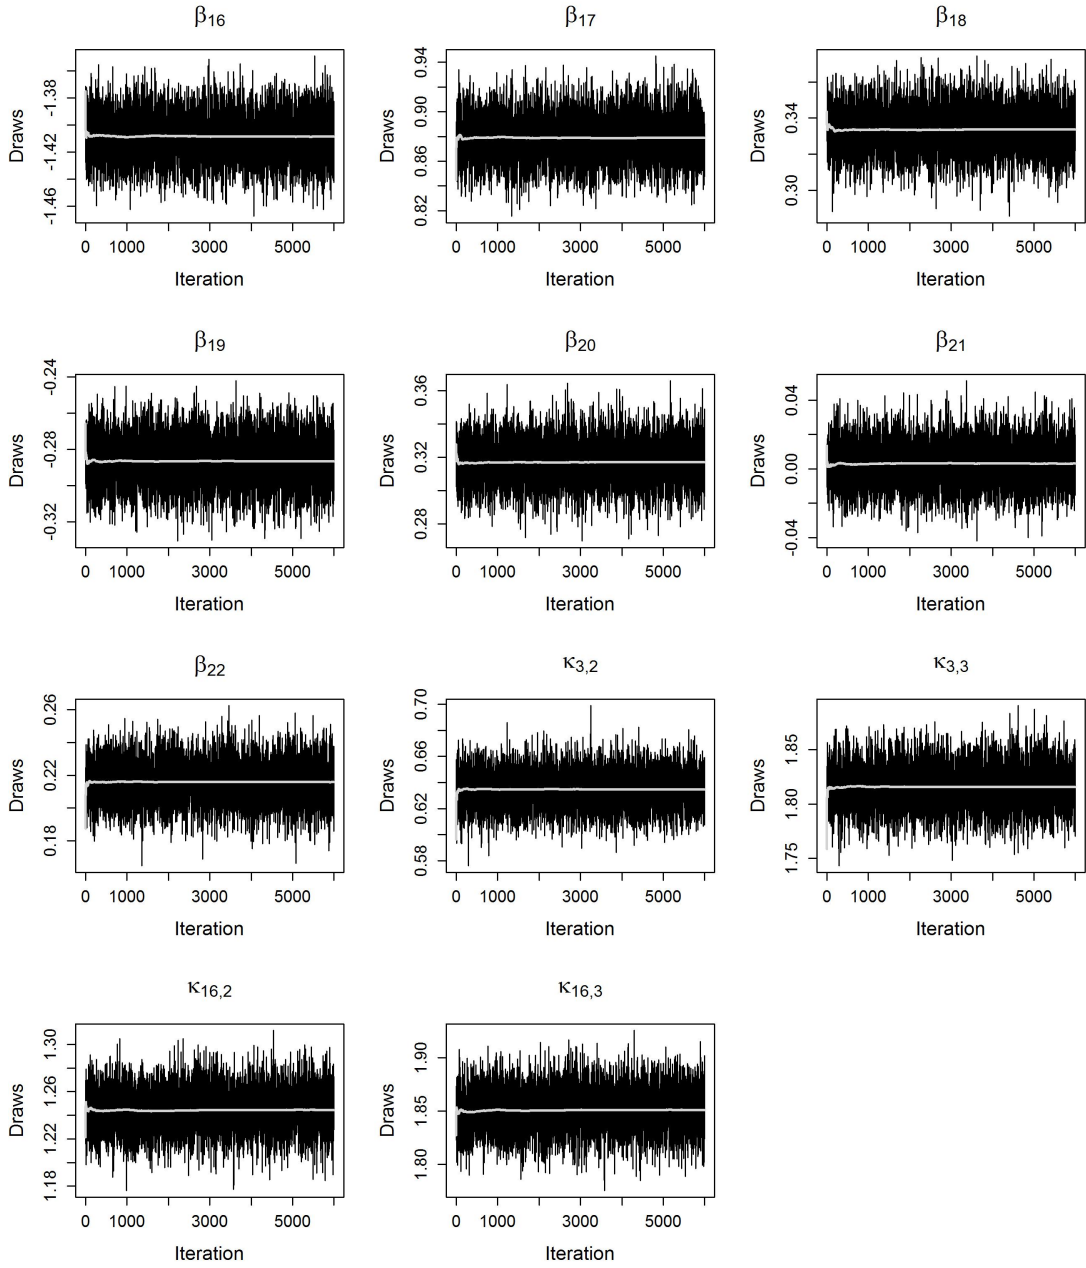 β16
Draws
-1.46 -1.42 -1.38
0 1000 3000 5000
Iteration
β17
Draws
0.82 0.86 0.90 0.94
0 1000 3000 5000
Iteration
β18
Draws
0.30 0.34
0 1000 3000 5000
Iteration
β19
Draws
-0.32 -0.28 -0.24
0 1000 3000 5000
Iteration
β20
Draws
0.28 0.32 0.36
0 1000 3000 5000
Iteration
β21
Draws
-0.04 0.00 0.04
0 1000 3000 5000
Iteration
β22
Draws
0.18 0.22 0.26
0 1000 3000 5000
Iteration
κ3,2
Draws
0.58 0.62 0.66 0.70
0 1000 3000 5000
Iteration
κ3,3
Draws
1.75 1.80 1.85
0 1000 3000 5000
Iteration
κ16,2
Draws
1.18 1.22 1.26 1.30
0 1000 3000 5000
Iteration
κ16,3
Draws
1.80 1.85 1.90
0 1000 3000 5000
Iteration